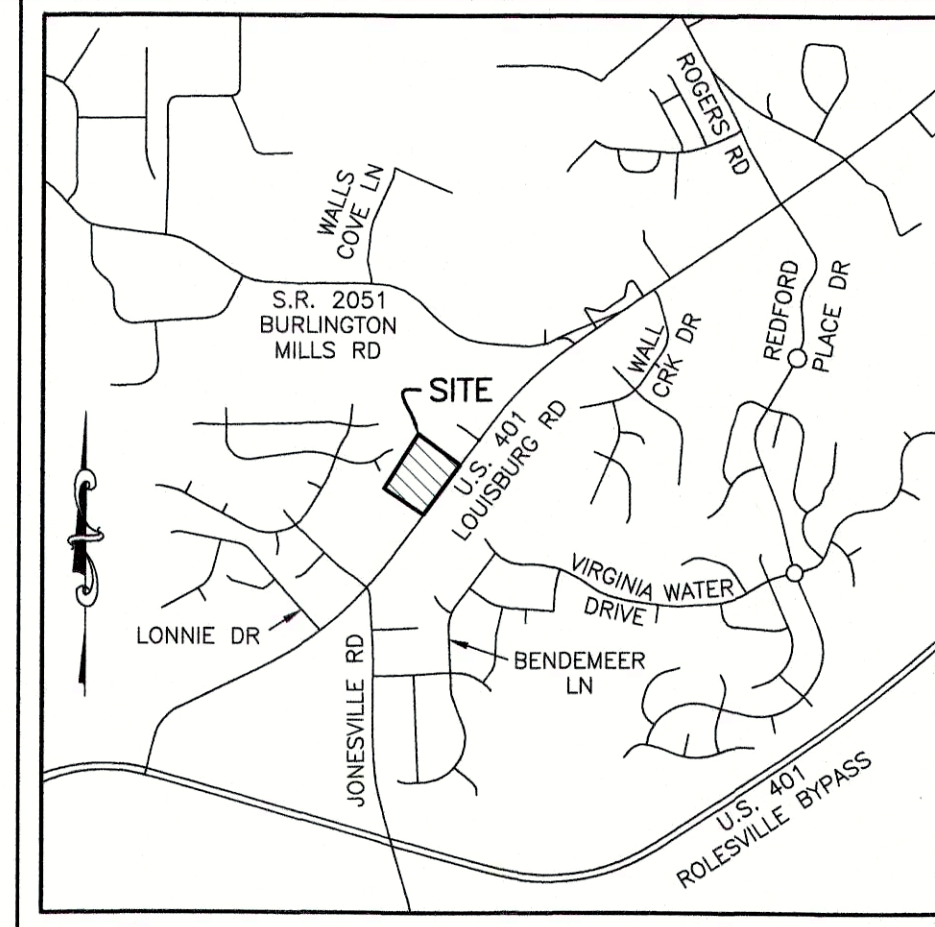 ROGERS RD
WALLS
COVE LN
S.R. 2051
BURLINGTON
MILLS RD
REDFORD
PLACE DR
WALL
CRK DR
SITE
U.S. 401
LOUISBURG RD
VIRGINIA WATER
DRIVE
LONNIE DR
BENDEMEER
LN
JONESVILLE RD
U.S. 401
ROLESVILLE BYPASS